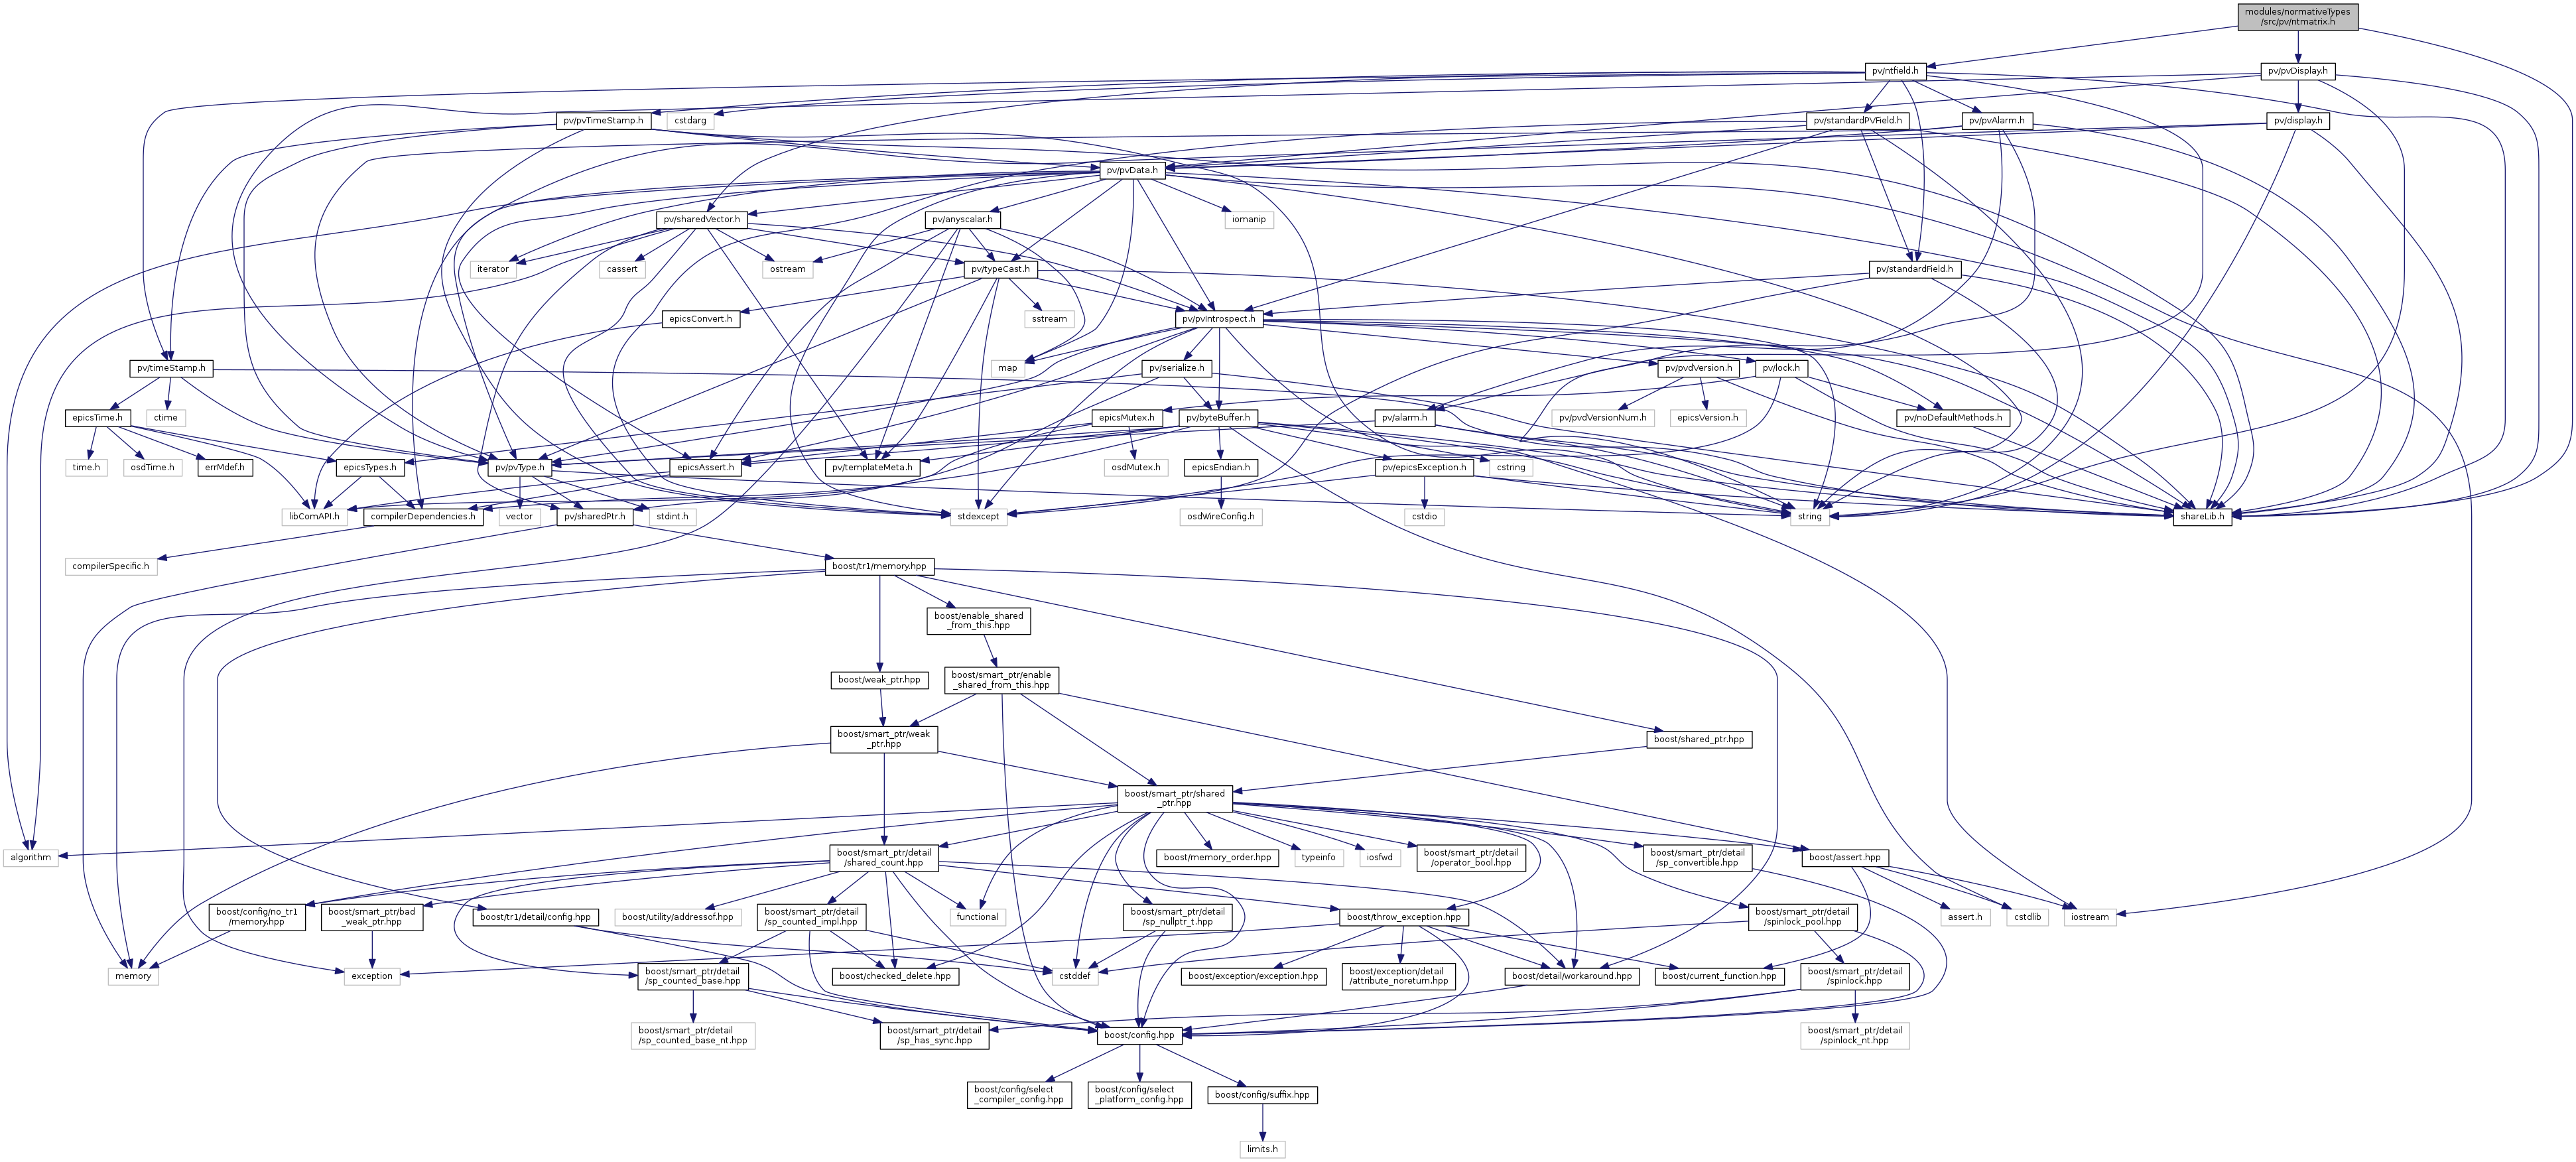 modules/normativeTypes
/src/pv/ntmatrix.h
pv/ntfield.h
pv/pvDisplay.h
pv/pvTimeStamp.h
cstdarg
pv/standardPVField.h
pv/pvAlarm.h
pv/display.h
pv/pvData.h
pv/sharedVector.h
pv/anyscalar.h
iomanip
iterator
cassert
ostream
pv/typeCast.h
pv/standardField.h
epicsConvert.h
sstream
pv/pvIntrospect.h
pv/timeStamp.h
map
pv/serialize.h
pv/pvdVersion.h
pv/lock.h
epicsTime.h
ctime
epicsMutex.h
pv/byteBuffer.h
pv/alarm.h
pv/pvdVersionNum.h
epicsVersion.h
pv/noDefaultMethods.h
time.h
osdTime.h
errMdef.h
epicsTypes.h
pv/pvType.h
epicsAssert.h
pv/templateMeta.h
osdMutex.h
epicsEndian.h
pv/epicsException.h
cstring
libComAPI.h
compilerDependencies.h
vector
pv/sharedPtr.h
stdint.h
stdexcept
osdWireConfig.h
cstdio
string
shareLib.h
compilerSpecific.h
boost/tr1/memory.hpp
boost/enable_shared
_from_this.hpp
boost/weak_ptr.hpp
boost/smart_ptr/enable
_shared_from_this.hpp
boost/smart_ptr/weak
_ptr.hpp
boost/shared_ptr.hpp
boost/smart_ptr/shared
_ptr.hpp
algorithm
boost/smart_ptr/detail
/shared_count.hpp
boost/memory_order.hpp
typeinfo
iosfwd
boost/smart_ptr/detail
/operator_bool.hpp
boost/smart_ptr/detail
/sp_convertible.hpp
boost/assert.hpp
boost/config/no_tr1
/memory.hpp
boost/smart_ptr/bad
_weak_ptr.hpp
boost/tr1/detail/config.hpp
boost/utility/addressof.hpp
boost/smart_ptr/detail
/sp_counted_impl.hpp
functional
boost/smart_ptr/detail
/sp_nullptr_t.hpp
boost/throw_exception.hpp
boost/smart_ptr/detail
/spinlock_pool.hpp
assert.h
cstdlib
iostream
memory
exception
boost/smart_ptr/detail
/sp_counted_base.hpp
boost/checked_delete.hpp
cstddef
boost/exception/exception.hpp
boost/exception/detail
/attribute_noreturn.hpp
boost/detail/workaround.hpp
boost/current_function.hpp
boost/smart_ptr/detail
/spinlock.hpp
boost/smart_ptr/detail
/sp_counted_base_nt.hpp
boost/smart_ptr/detail
/sp_has_sync.hpp
boost/config.hpp
boost/smart_ptr/detail
/spinlock_nt.hpp
boost/config/select
_compiler_config.hpp
boost/config/select
_platform_config.hpp
boost/config/suffix.hpp
limits.h